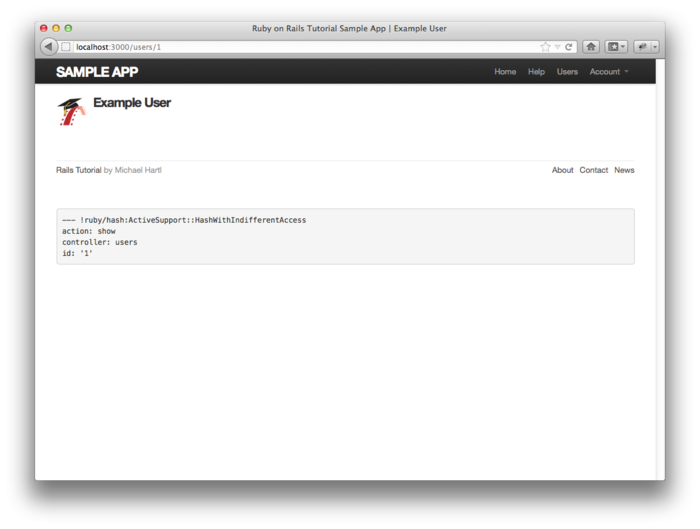 Ruby on Rails Tutorial Sample App | Example User
localhost:3000/users/1
SAMPLE APP Home Help Users Account
Example User
Rails Tutorial by Michael Hartl About Contact News
--- !ruby/hash:ActiveSupport::HashWithIndifferentAccess
action: show
controller: users
id: '1'